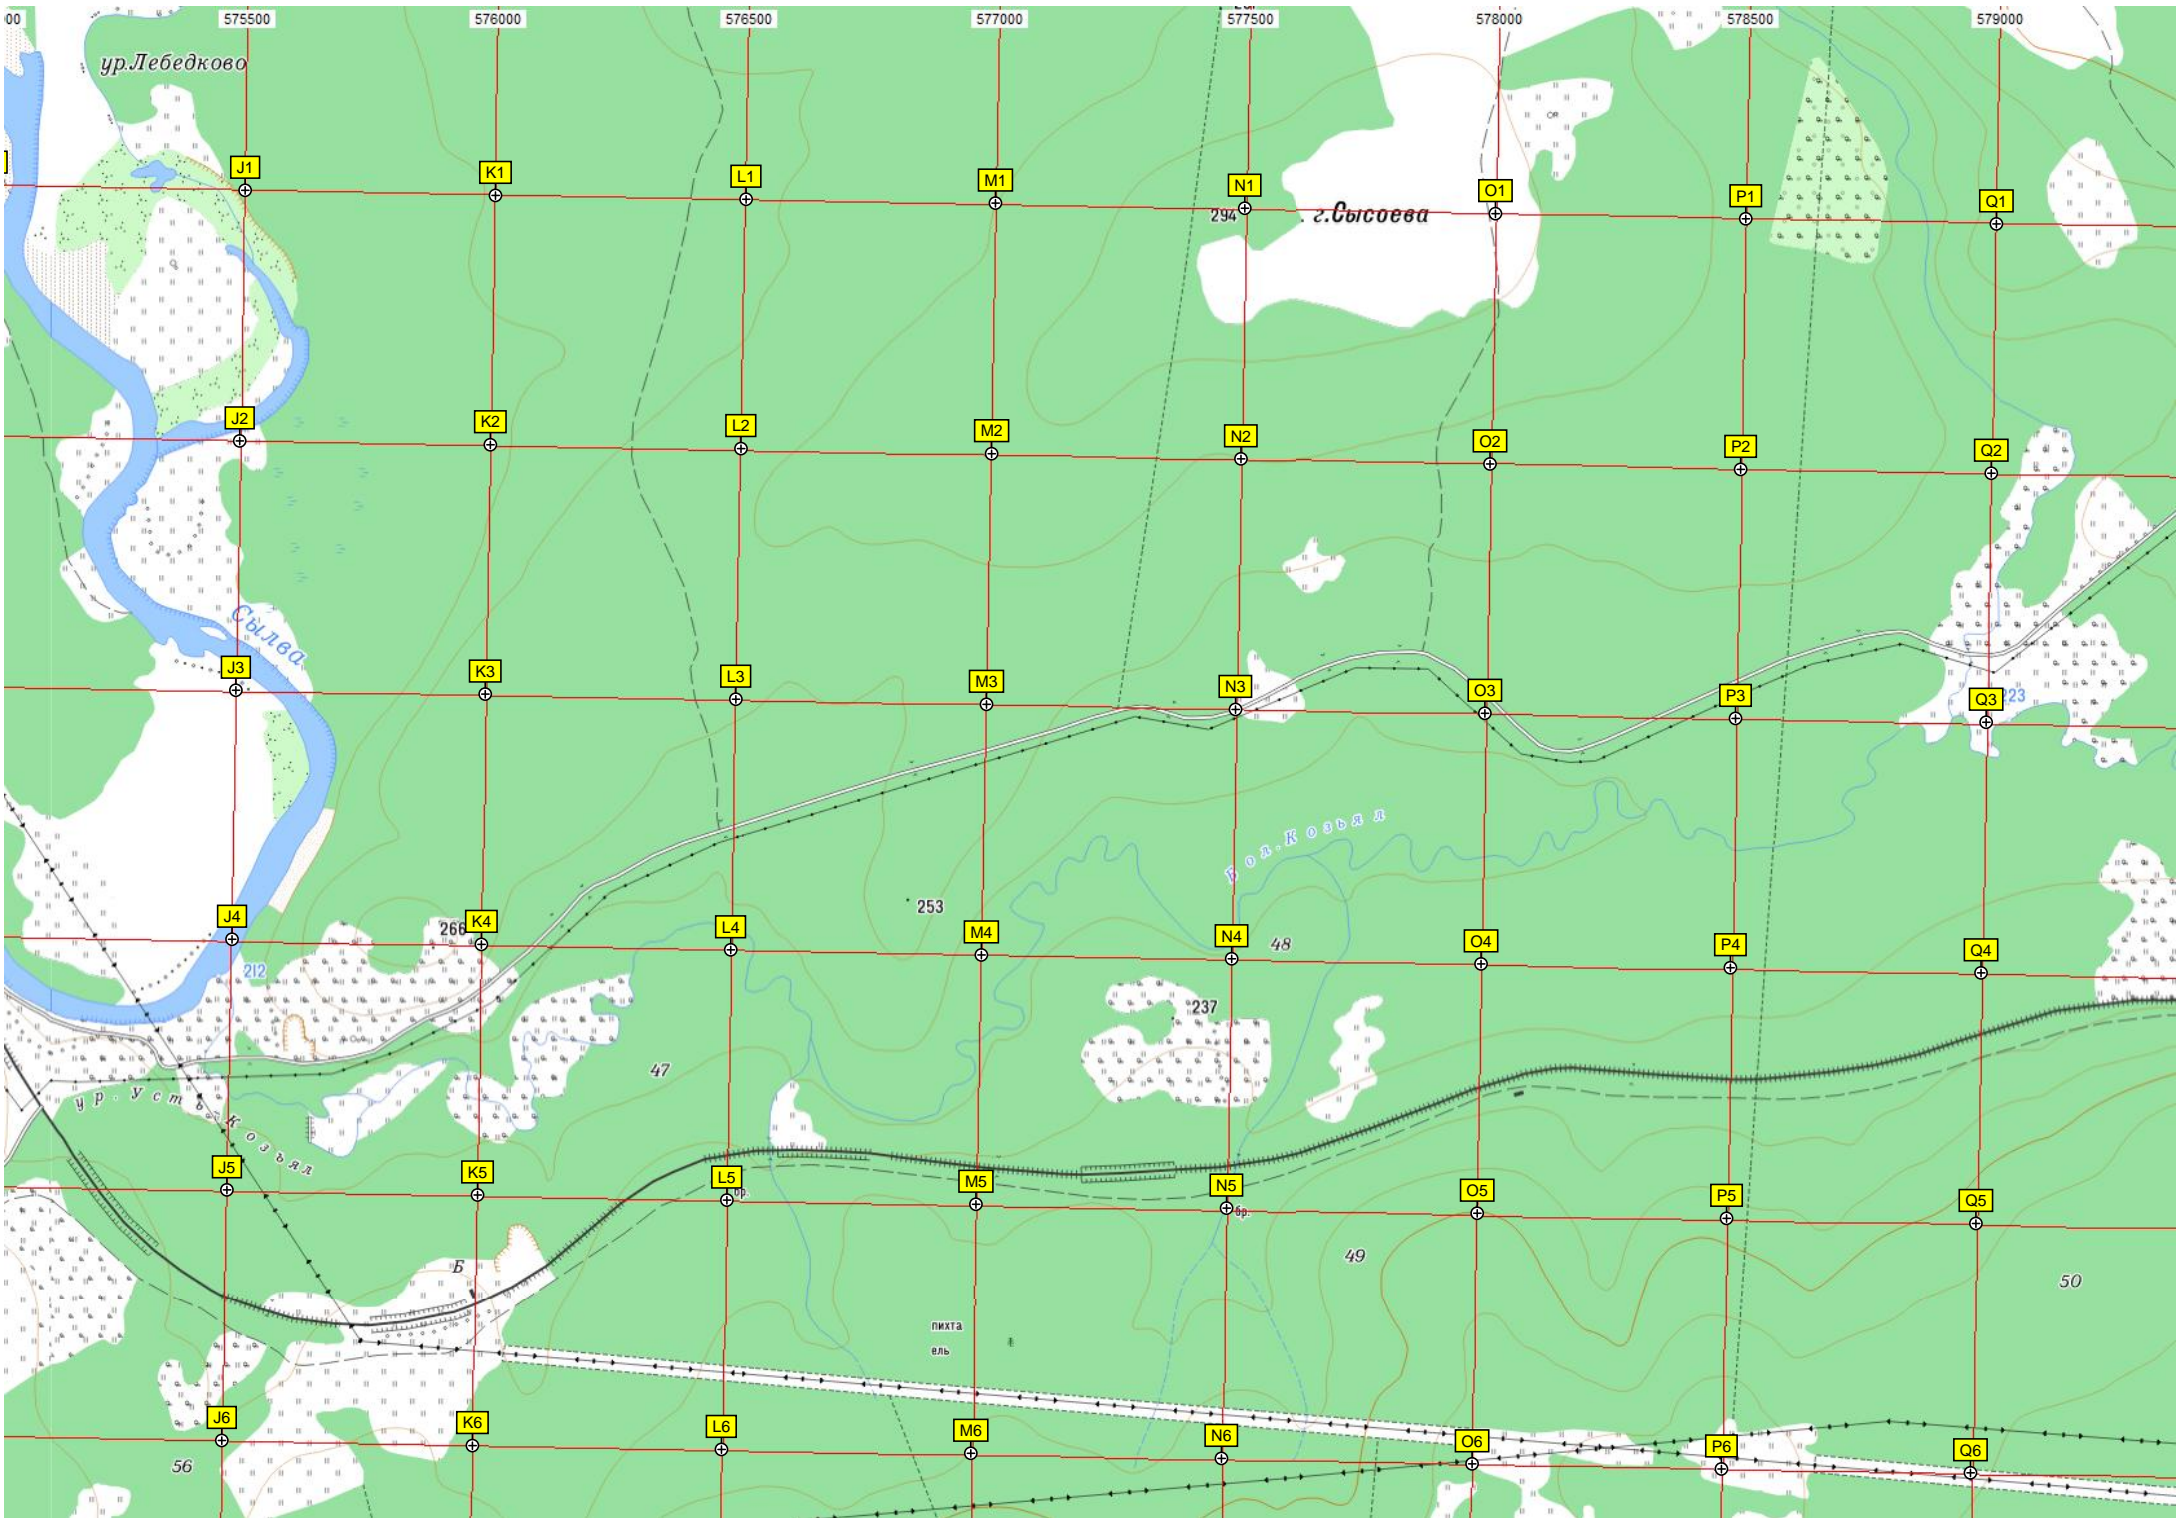 575500 576000 576500 577000 577500 578000 578500 579000
ур.Лебедково
J1 K1 L1 M1 N1 O1 P1 Q1
294 г.Сысоева
J2 K2 L2 M2 N2 O2 P2 Q2
Сылва
J3 K3 L3 M3 N3 O3 P3 Q3
223
Бол. Козьял
253
J4 K4 L4 M4 N4 O4 P4 Q4
266
48
212
237
47
ур. Усть-Козьял
J5 K5 L5 M5 N5 O5 P5 Q5
бр.
бр.
49
Б
50
пихта
ель
J6 K6 L6 M6 N6 O6 P6 Q6
56